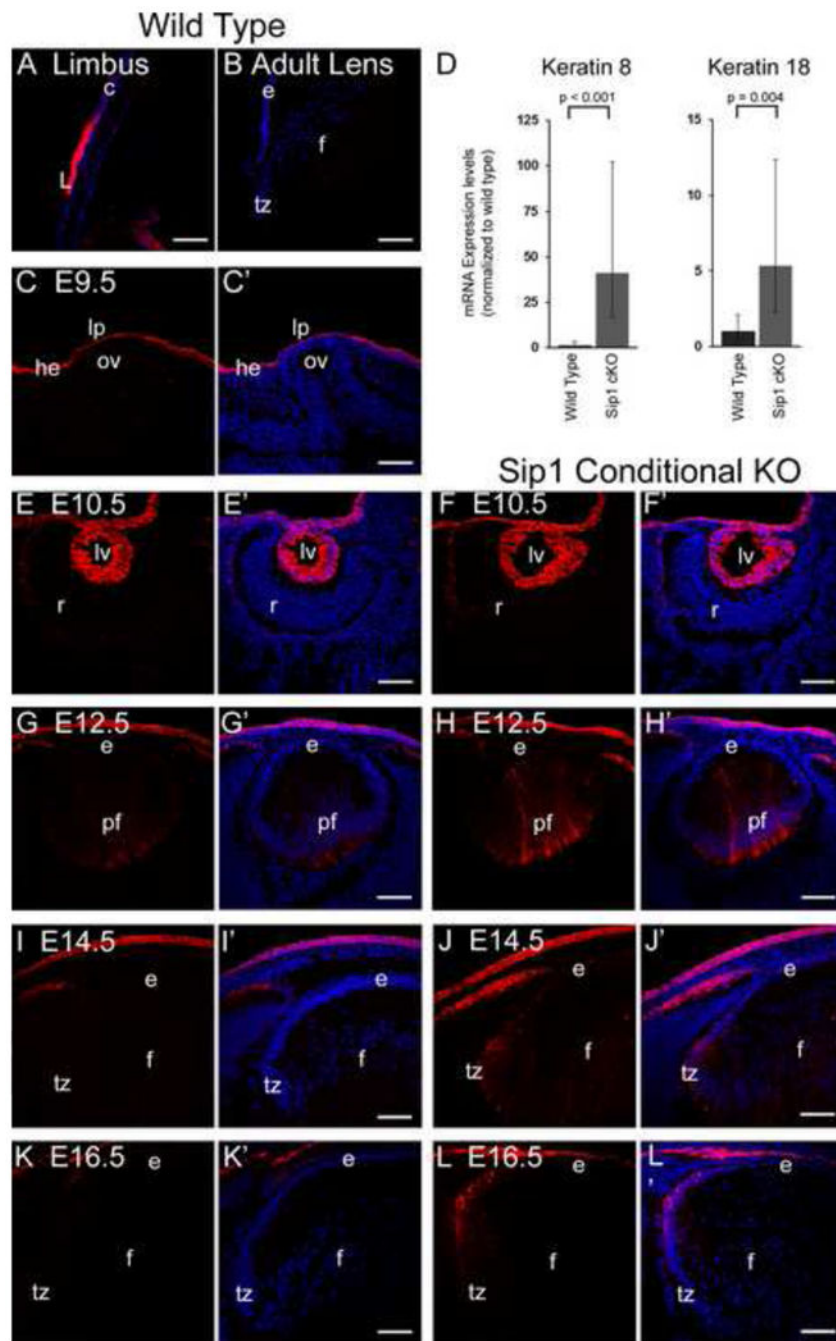 Wild Type
A Limbus
c
L
B Adult Lens
e
f
tz
D
Keratin 8
p < 0.001
125
100
75
50
25
0
mRNA Expression levels
(normalized to wild type)
Wild Type
Sip1 cKO
Keratin 18
p = 0.004
15
10
5
0
Wild Type
Sip1 cKO
C E9.5
lp
he
ov
C'
lp
he
ov
Sip1 Conditional KO
E E10.5
lv
r
E'
lv
r
F E10.5
lv
r
F'
lv
r
G E12.5
e
pf
G'
e
pf
H E12.5
e
pf
H'
e
pf
I E14.5
e
f
tz
I'
e
f
tz
J E14.5
e
f
tz
J'
e
f
tz
K E16.5
e
f
tz
K'
e
f
tz
L E16.5
e
f
tz
L'
e
f
tz